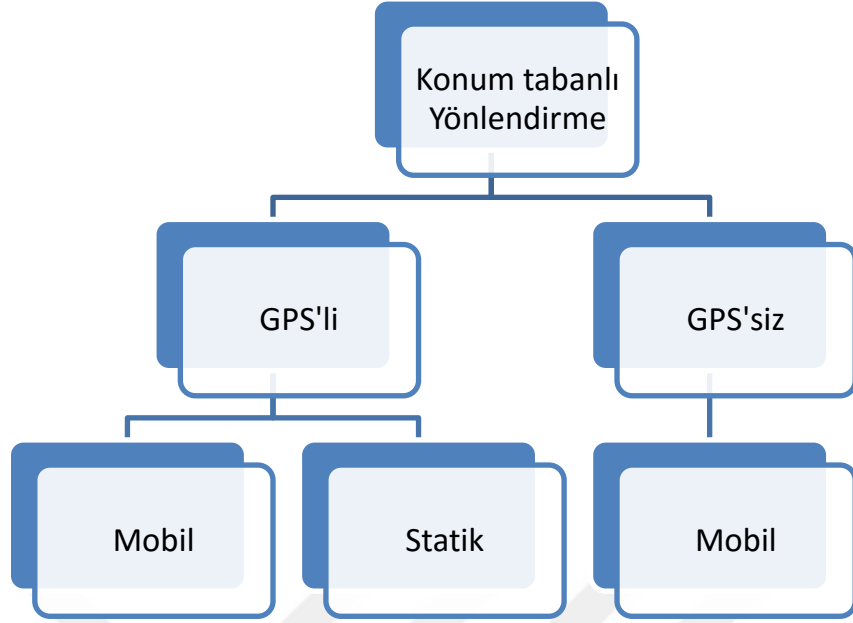 Konum tabanlı
Yönlendirme
GPS'li
GPS'siz
Mobil
Statik
Mobil